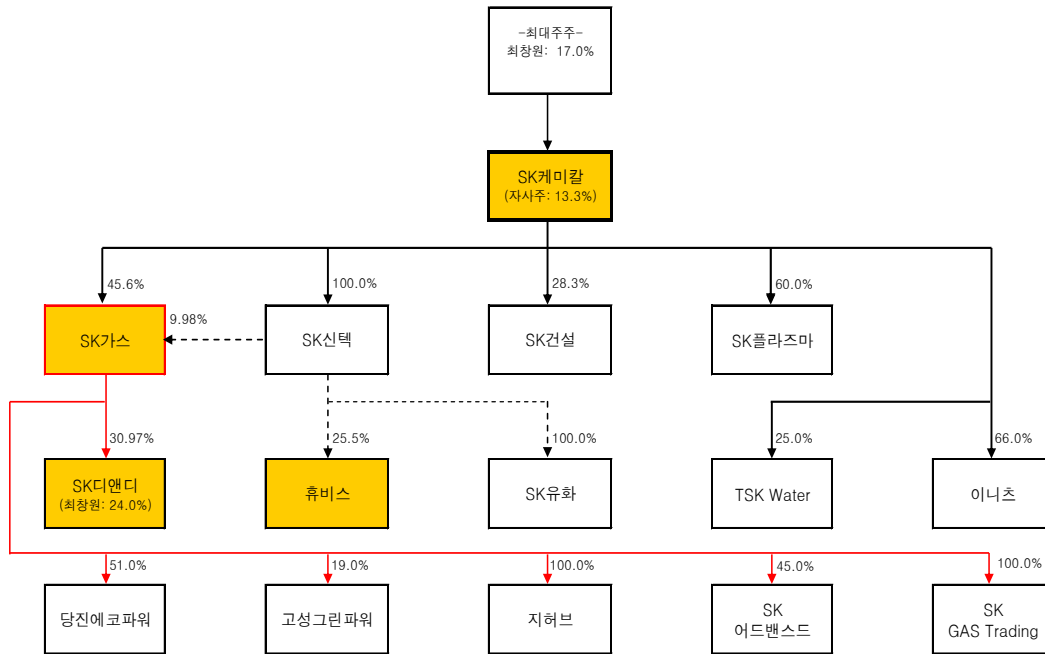 -최대주주-
최창원: 17.0%
SK케미칼
(자사주: 13.3%)
45.6%
100.0%
28.3%
60.0%
SK가스
9.98%
SK신텍
SK건설
SK플라즈마
30.97%
25.5%
100.0%
25.0%
66.0%
SK디앤디
(최창원: 24.0%)
휴비스
SK유화
TSK Water
이니츠
51.0%
19.0%
100.0%
45.0%
100.0%
당진에코파워
고성그린파워
지허브
SK
어드밴스드
SK
GAS Trading